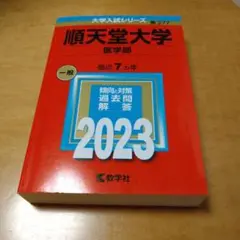 大学入試シリーズ
順天堂大学
医学部
最近7カ年
一般
傾向と対策
過去問
解答
2023
教学社